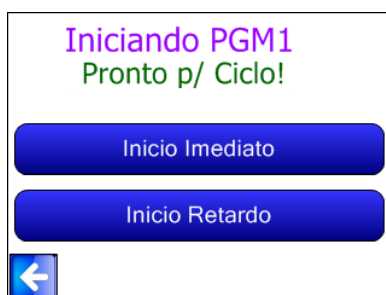 Iniciando PGM1
Pronto p/ Ciclo!
Inicio Imediato
Inicio Retardo